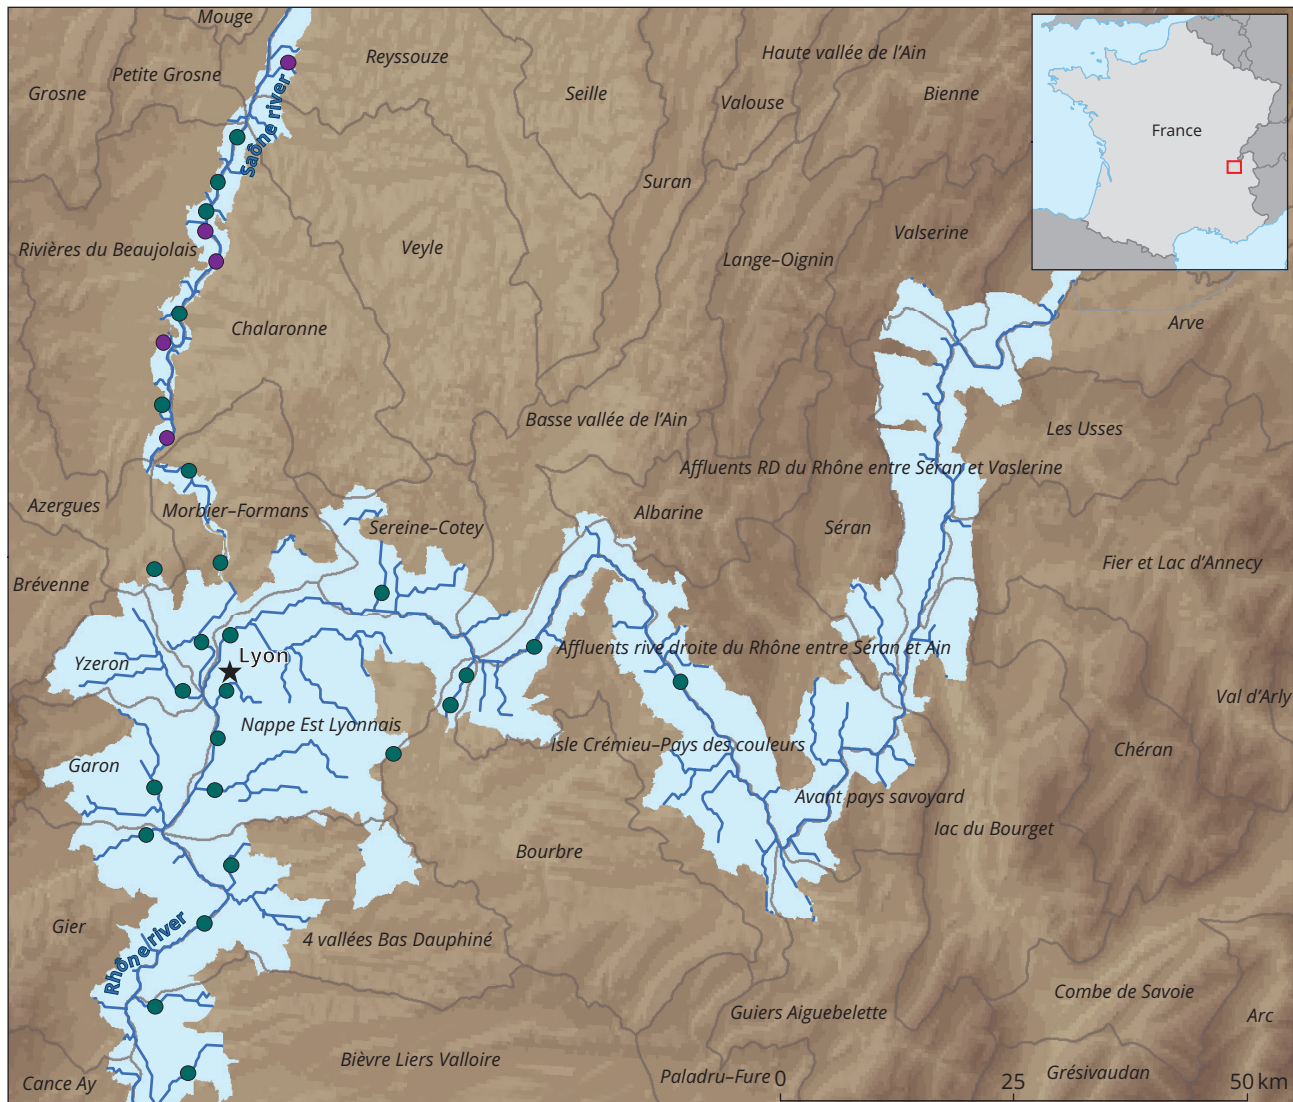 Mouge
Reyssouze
Haute vallée de l'Ain
Petite Grosne
Grosne
Seille
Valouse
Bienne
France
Saône river
Suran
Rivières du Beaujolais
Veyle
Valserine
Lange–Oignin
Chalaronne
Arve
Basse vallée de l'Ain
Les Usses
Affluents RD du Rhône entre Séran et Vaslerine
Azergues
Morbier–Formans
Sereine–Cotey
Albarine
Séran
Brévenne
Fier et Lac d'Annecy
Affluents rive droite du Rhône entre Séran et Ain
Lyon
Yzeron
Val d'Arly
Nappe Est Lyonnais
Isle Crémieu–Pays des couleurs
Chéran
Garon
Avant pays savoyard
lac du Bourget
Bourbre
Gier
4 vallées Bas Dauphiné
Rhône river
Combe de Savoie
Guiers Aiguebelette
Arc
Bièvre Liers Valloire
Cance Ay
Paladru–Fure
Grésivaudan
0 25 50 km